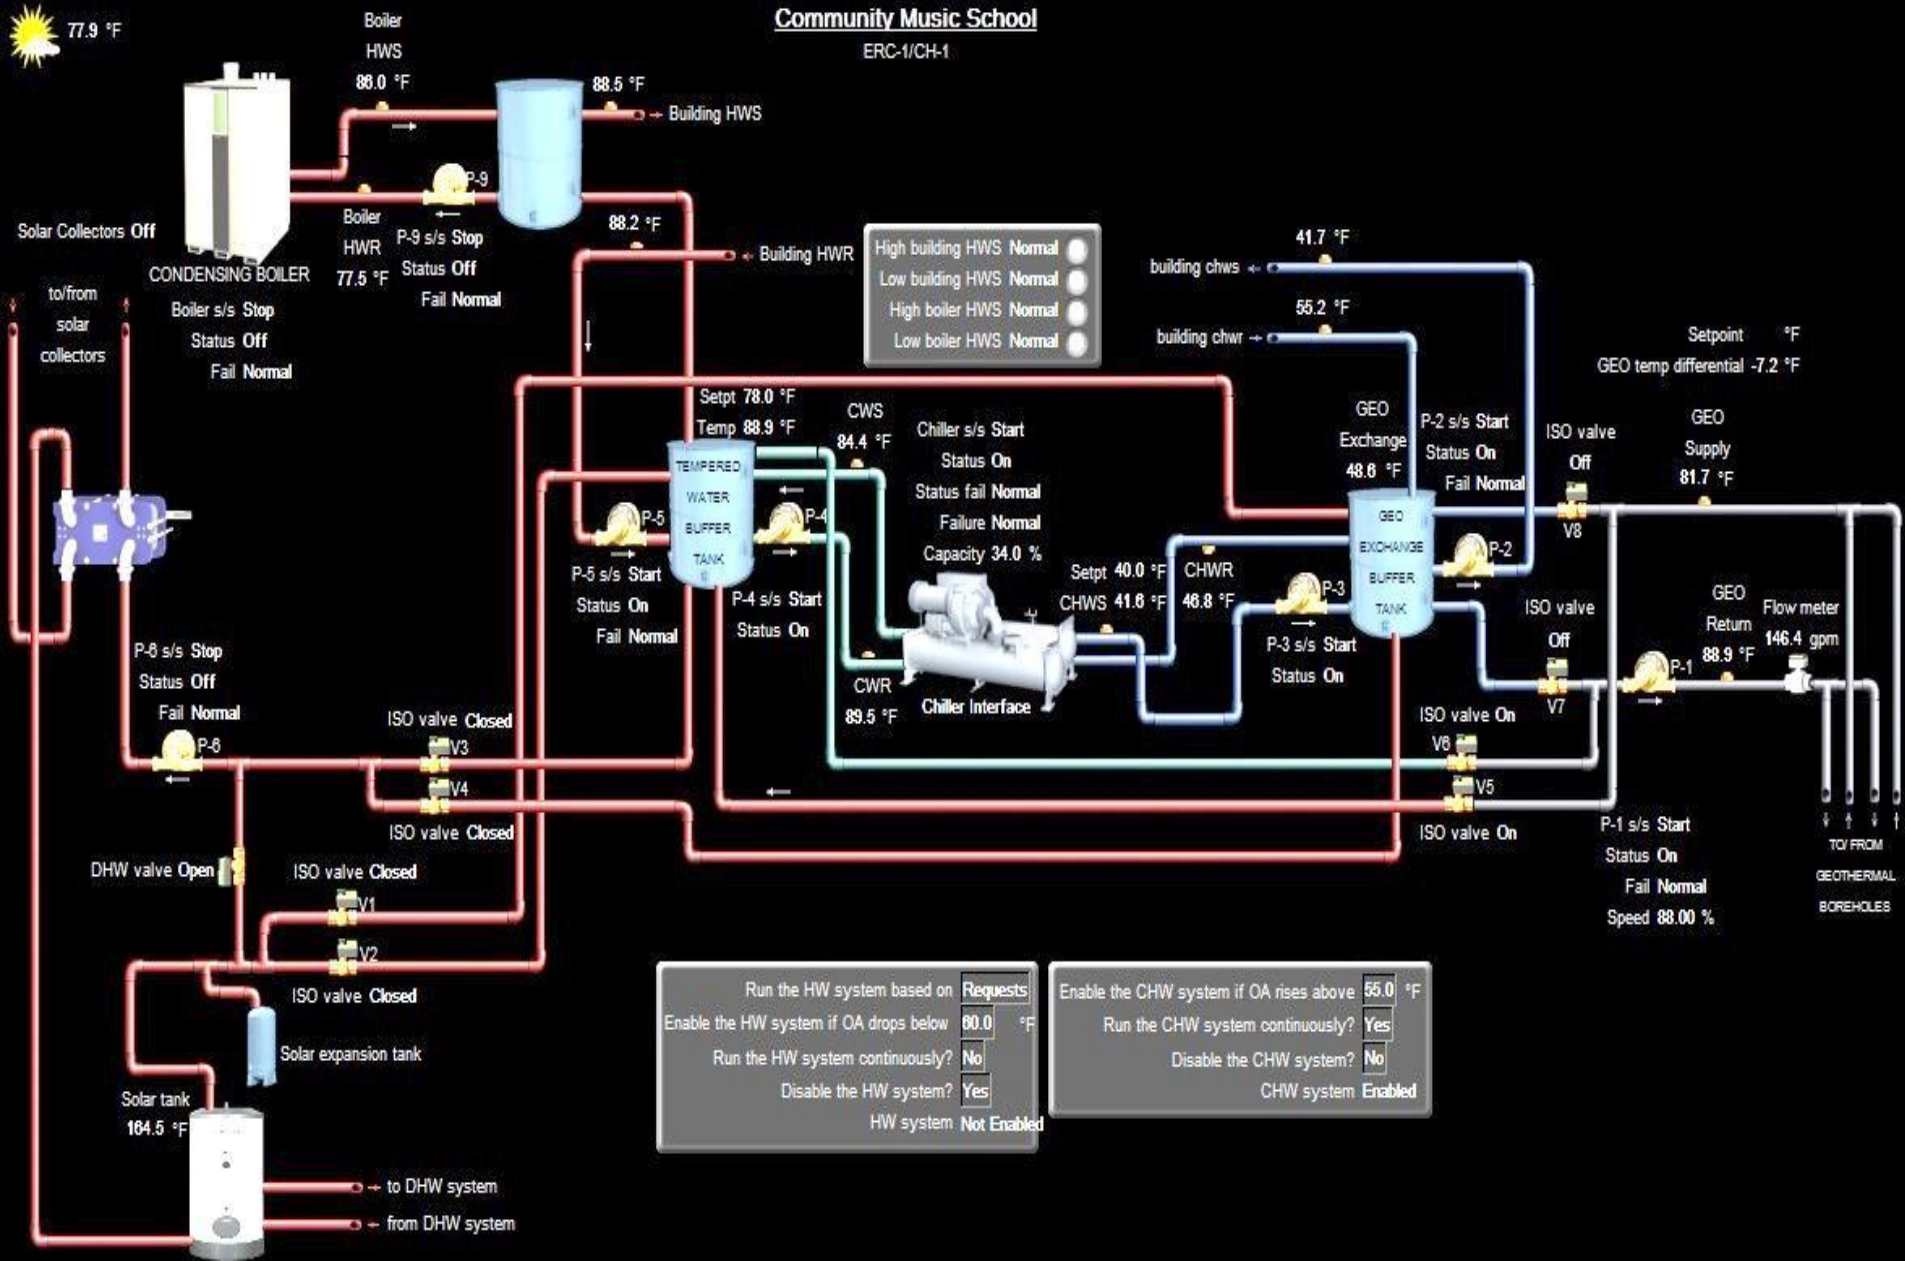 Community Music School
ERC-1/CH-1
77.9 °F
Boiler
HWS
86.0 °F
88.5 °F
Building HWS
P-9
Solar Collectors Off
Boiler
HWR
77.5 °F
P-9 s/s Stop
Status Off
Fail Normal
88.2 °F
Building HWR
CONDENSING BOILER
Boiler s/s Stop
Status Off
Fail Normal
to/from
solar
collectors
High building HWS Normal
Low building HWS Normal
High boiler HWS Normal
Low boiler HWS Normal
41.7 °F
building chws
55.2 °F
building chwr
Setpoint °F
GEO temp differential -7.2 °F
Setpt 78.0 °F
Temp 88.9 °F
TEMPERED
WATER
BUFFER
TANK
CWS
84.4 °F
Chiller s/s Start
Status On
Status fail Normal
Failure Normal
Capacity 34.0 %
GEO
Exchange
48.6 °F
P-2 s/s Start
Status On
Fail Normal
ISO valve
Off
V8
GEO
Supply
81.7 °F
P-5
P-4
P-5 s/s Start
Status On
Fail Normal
P-4 s/s Start
Status On
Setpt 40.0 °F
CHWS 41.6 °F
CHWR
46.8 °F
GEO
EXCHANGE
BUFFER
TANK
P-2
P-3
P-3 s/s Start
Status On
ISO valve
Off
V7
GEO
Return
88.9 °F
Flow meter
146.4 gpm
P-1
CWR
89.5 °F
Chiller Interface
P-6 s/s Stop
Status Off
Fail Normal
P-6
ISO valve Closed
V3
V4
ISO valve Closed
ISO valve On
V6
V5
ISO valve On
P-1 s/s Start
Status On
Fail Normal
Speed 88.00 %
TO/ FROM
GEOTHERMAL
BOREHOLES
DHW valve Open
ISO valve Closed
V1
V2
ISO valve Closed
Solar expansion tank
Solar tank
164.5 °F
to DHW system
from DHW system
Run the HW system based on Requests
Enable the HW system if OA drops below 60.0 °F
Run the HW system continuously? No
Disable the HW system? Yes
HW system Not Enabled
Enable the CHW system if OA rises above 55.0 °F
Run the CHW system continuously? Yes
Disable the CHW system? No
CHW system Enabled